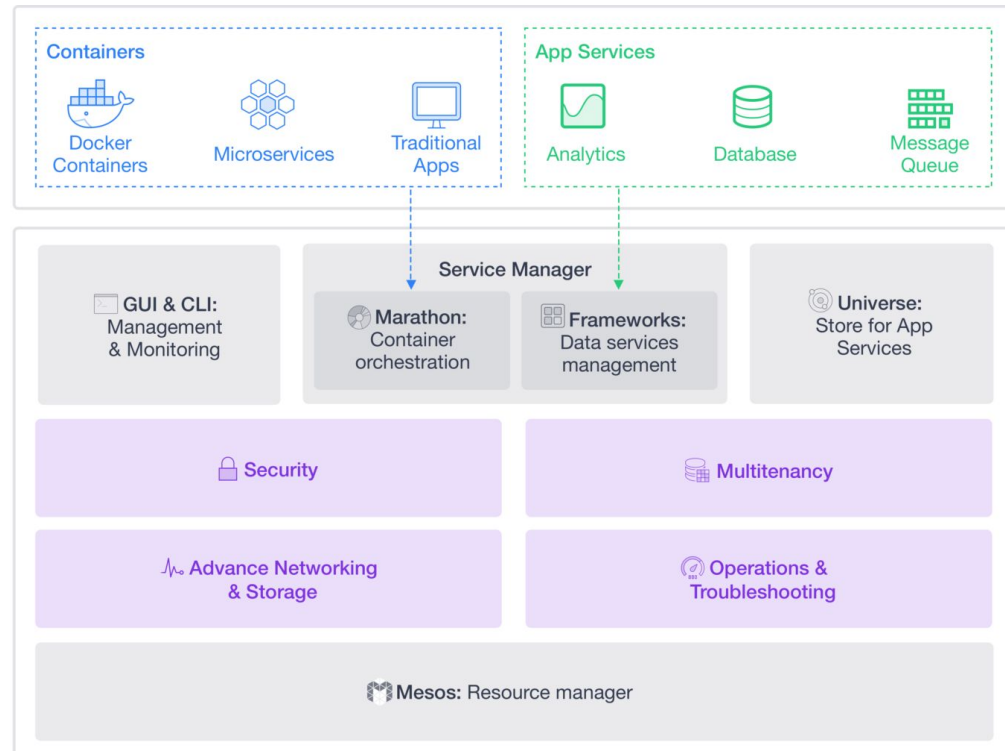 Containers
Docker
Containers
Microservices
Traditional
Apps
App Services
Analytics
Database
Message
Queue
GUI & CLI:
Management
& Monitoring
Service Manager
Marathon:
Container
orchestration
Frameworks:
Data services
management
Universe:
Store for App
Services
Security
Multitenancy
Advance Networking
& Storage
Operations &
Troubleshooting
Mesos: Resource manager